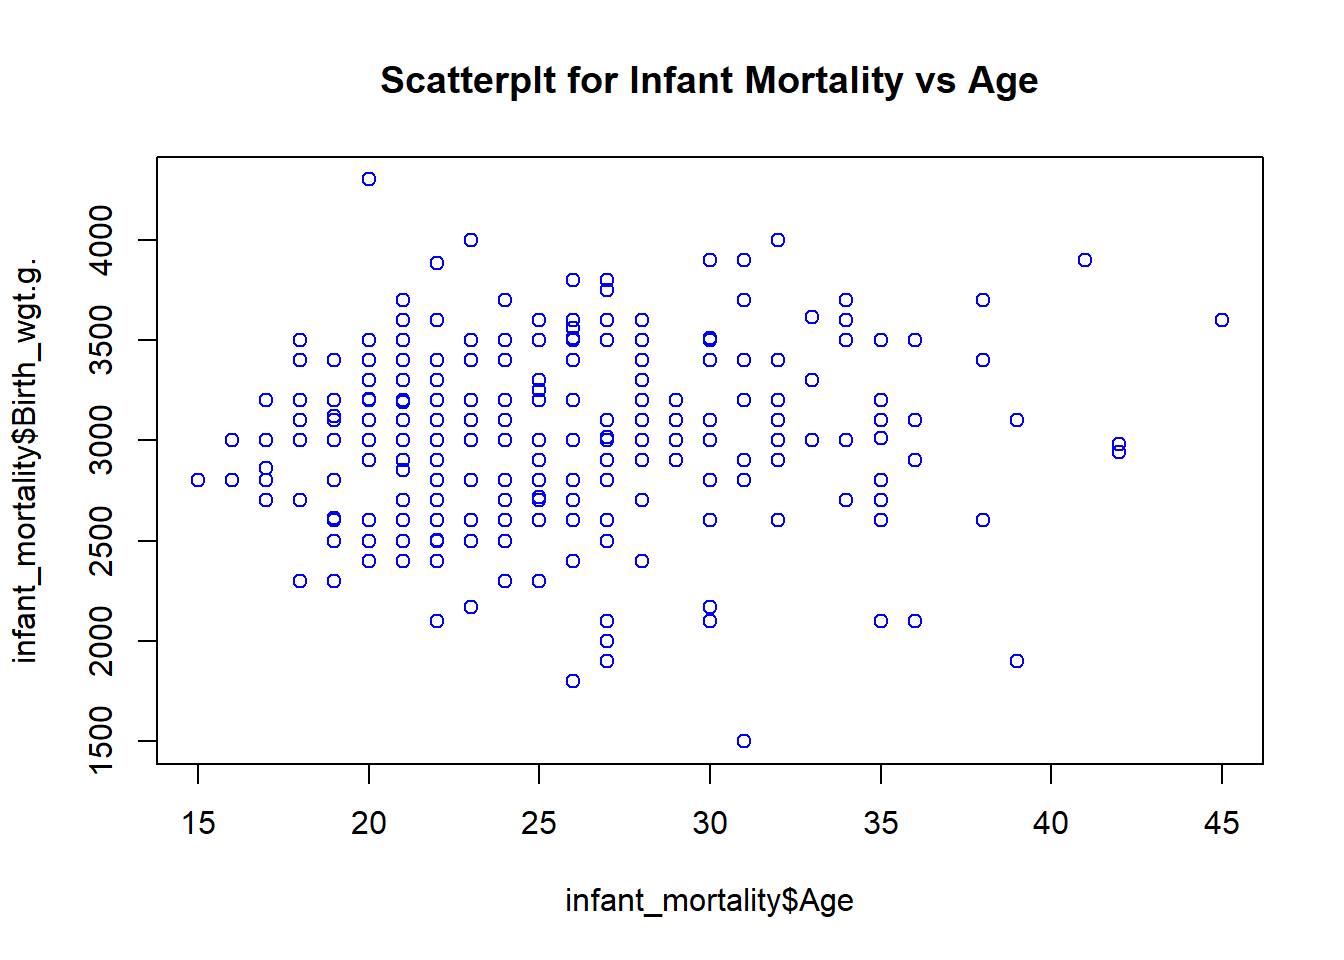 Scatterplt for Infant Mortality vs Age
infant_mortality$Birth_wgt.g.
4000
3500
3000
2500
2000
1500
15 20 25 30 35 40 45
infant_mortality$Age